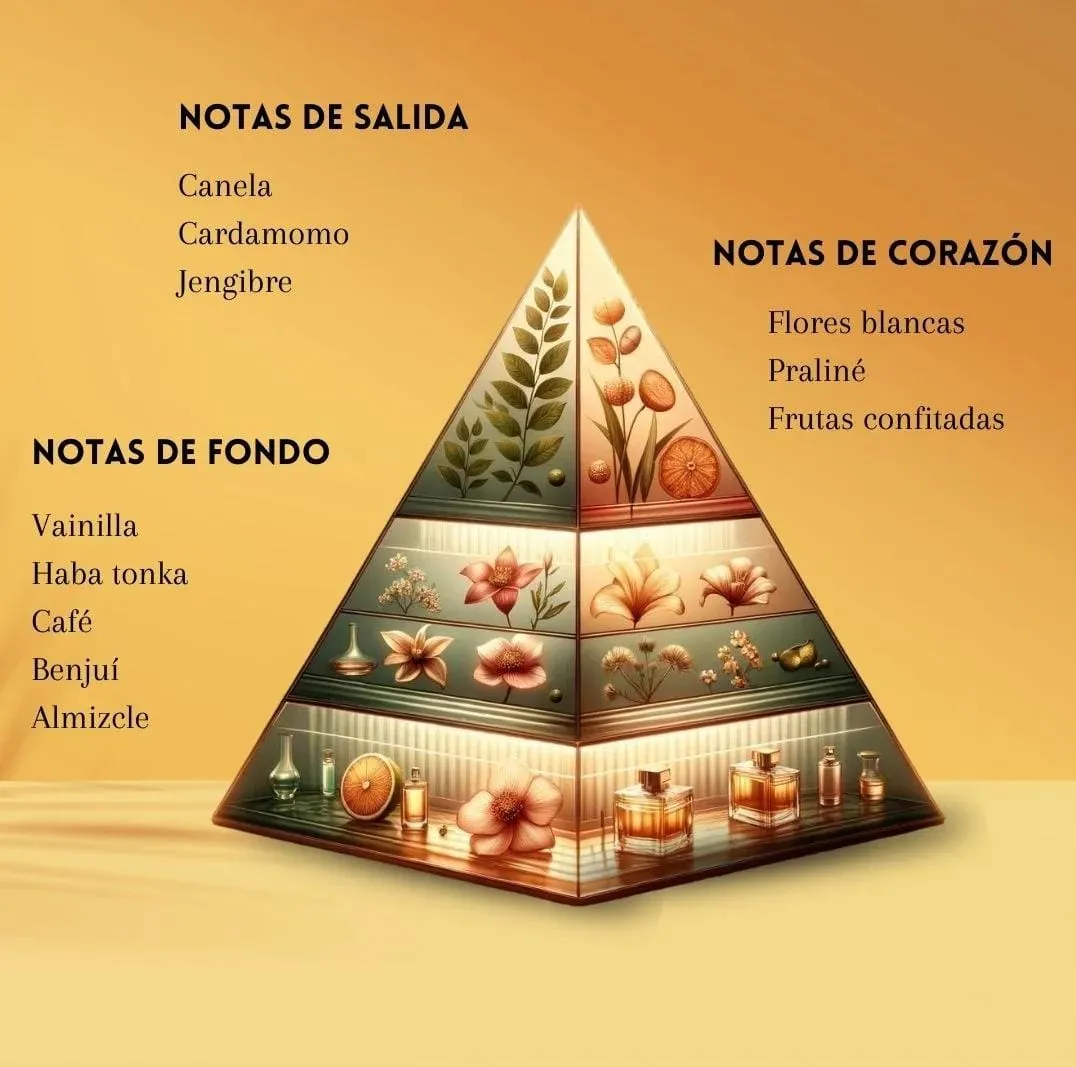 NOTAS DE SALIDA
Canela
Cardamomo
Jengibre
NOTAS DE CORAZÓN
Flores blancas
Praliné
Frutas confitadas
NOTAS DE FONDO
Vainilla
Haba tonka
Café
Benjuí
Almizcle